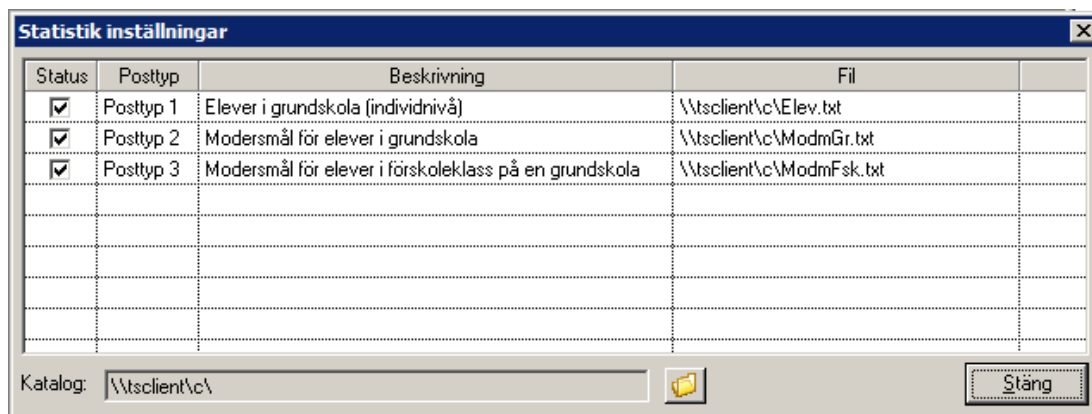 Statistik inställningar
Status Posttyp Beskrivning Fil
Posttyp 1 Elever i grundskola (individnivå) \\tsclient\c\Elev.txt
Posttyp 2 Modersmål för elever i grundskola \\tsclient\c\ModmGr.txt
Posttyp 3 Modersmål för elever i förskoleklass på en grundskola \\tsclient\c\ModmFsk.txt
Katalog: \\tsclient\c\ Stäng